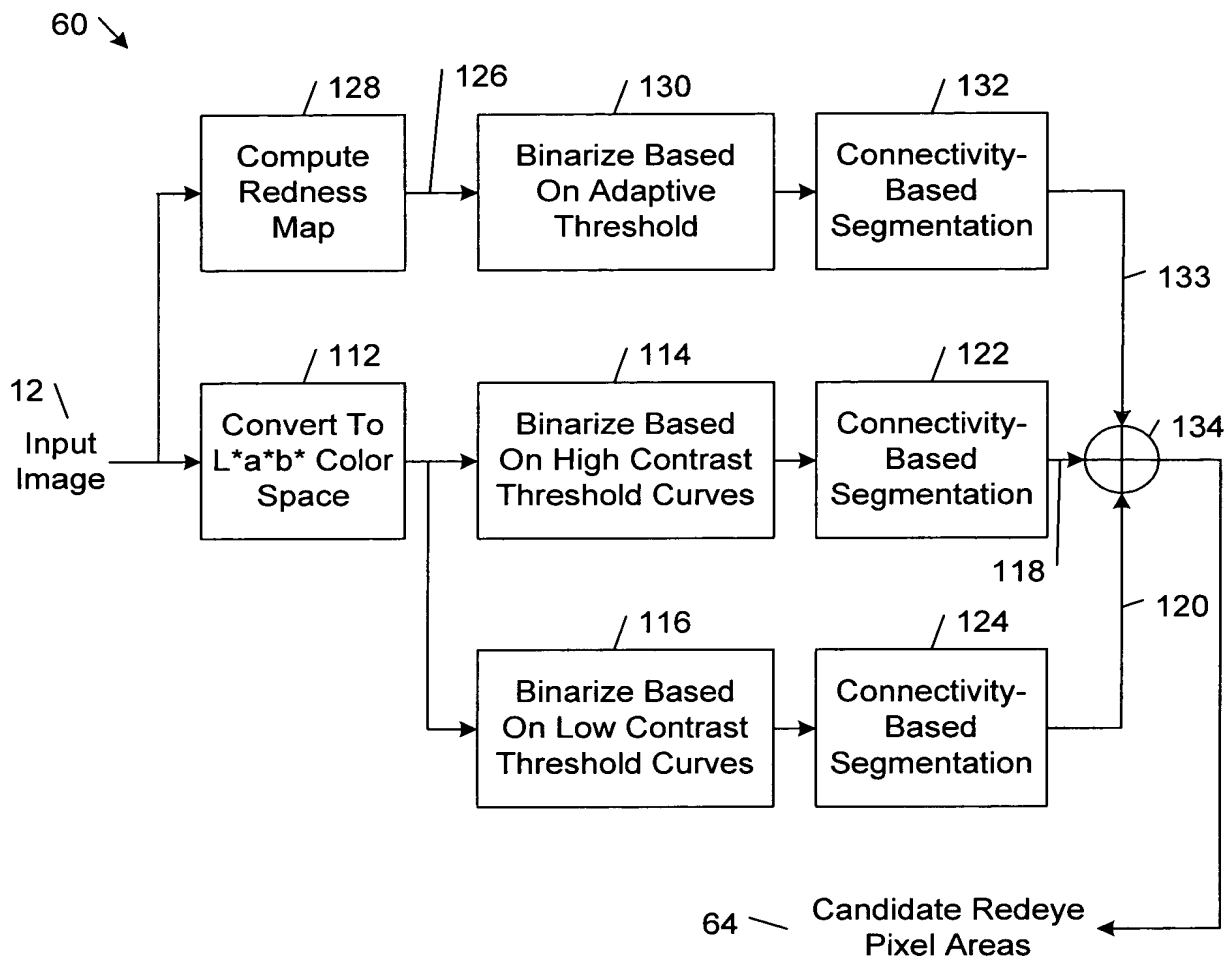 60
128
126
130
132
Compute
Redness
Map
Binarize Based
On Adaptive
Threshold
Connectivity-
Based
Segmentation
133
12
Input
Image
112
114
122
134
Convert To
L*a*b* Color
Space
Binarize Based
On High Contrast
Threshold Curves
Connectivity-
Based
Segmentation
118
120
116
124
Binarize Based
On Low Contrast
Threshold Curves
Connectivity-
Based
Segmentation
64
Candidate Redeye
Pixel Areas